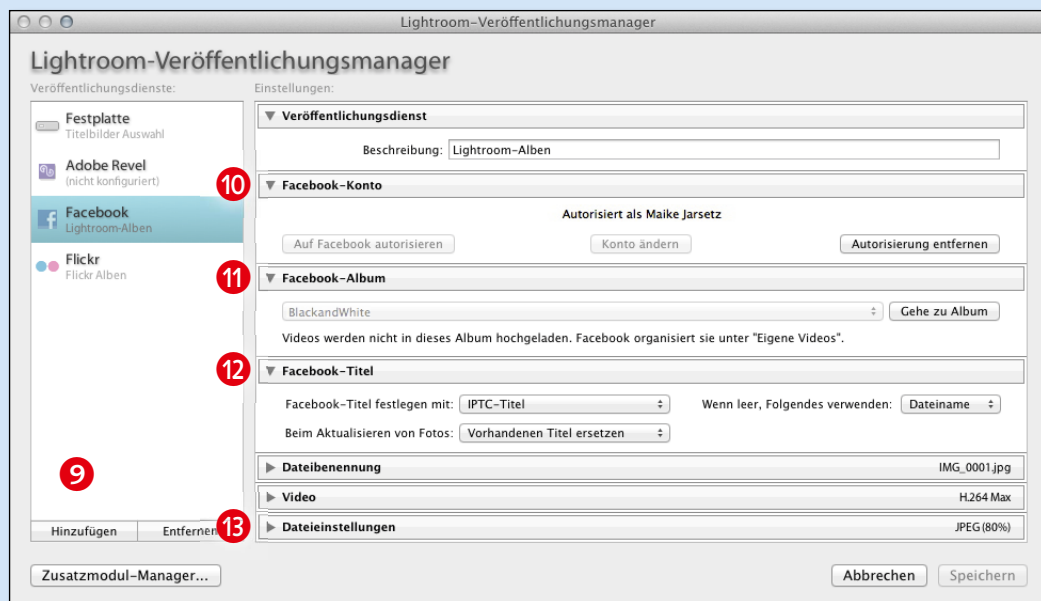 Lightroom-Veröffentlichungsmanager
Lightroom-Veröffentlichungsmanager
Veröffentlichungsdienste:
Festplatte
Titelbilder Auswahl
Adobe Revel
(nicht konfiguriert)
Facebook
Lightroom-Alben
Flickr
Flickr Alben
9
Hinzufügen Entfernen
Einstellungen:
Veröffentlichungsdienst
Beschreibung: Lightroom-Alben
10 Facebook-Konto
Autorisiert als Maike Jarsetz
Auf Facebook autorisieren Konto ändern Autorisierung entfernen
11 Facebook-Album
BlackandWhite Gehe zu Album
Videos werden nicht in dieses Album hochgeladen. Facebook organisiert sie unter "Eigene Videos".
12 Facebook-Titel
Facebook-Titel festlegen mit: IPTC-Titel Wenn leer, Folgendes verwenden: Dateiname
Beim Aktualisieren von Fotos: Vorhandenen Titel ersetzen
Dateibenennung IMG_0001.jpg
Video H.264 Max
13 Dateieinstellungen JPEG (80%)
Zusatzmodul-Manager... Abbrechen Speichern